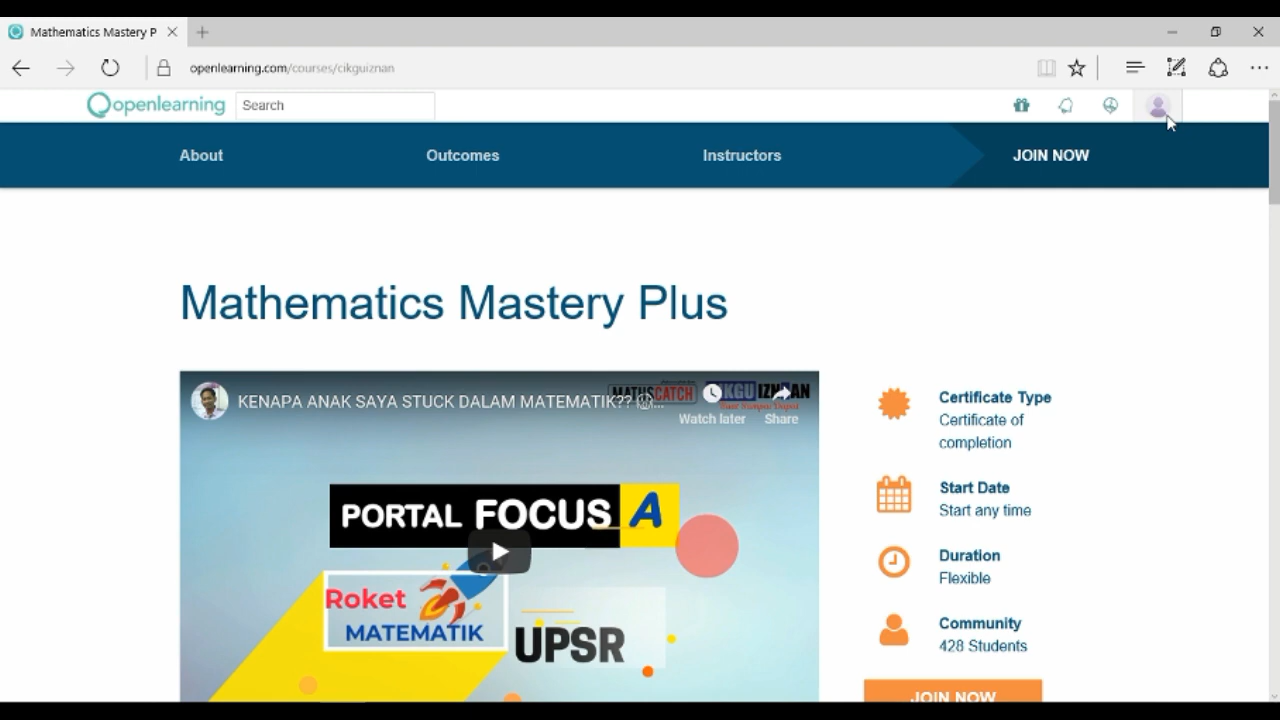 Mathematics Mastery P
openlearning.com/courses/cikguiznan
openlearning
Search
About
Outcomes
Instructors
JOIN NOW
Mathematics Mastery Plus
KENAPA ANAK SAYA STUCK DALAM MATEMATIK??
MATHSCATCH
Watch later
Share
PORTAL FOCUS A
Roket
MATEMATIK
UPSR
Certificate Type
Certificate of
completion
Start Date
Start any time
Duration
Flexible
Community
428 Students
JOIN NOW